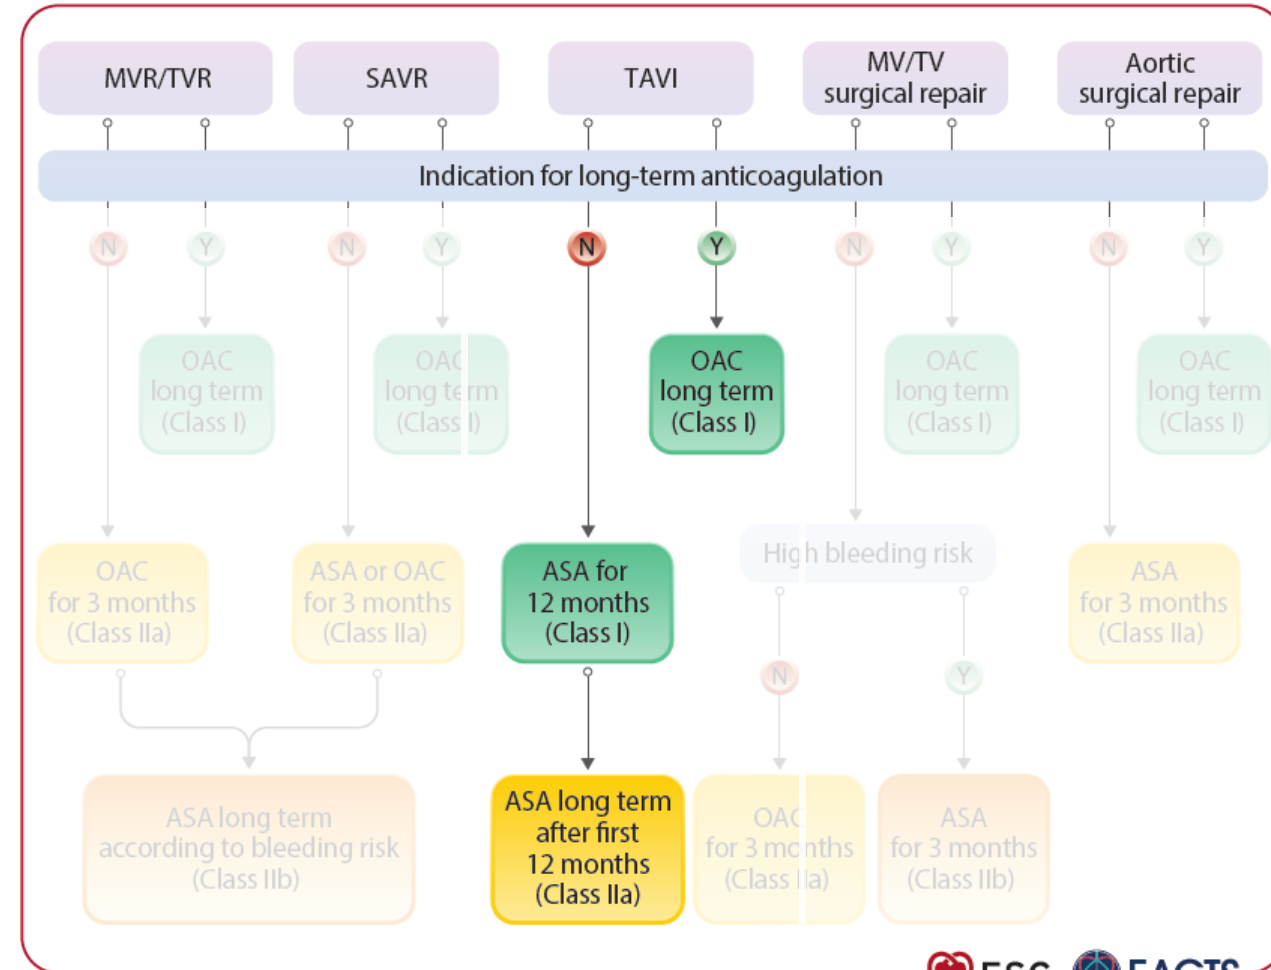 MVR/TVR
SAVR
TAVI
MV/TV
surgical repair
Aortic
surgical repair
Indication for long-term anticoagulation
N
Y
N
Y
N
Y
N
Y
N
Y
OAC
long term
(Class I)
OAC
long term
(Class I)
OAC
long term
(Class I)
OAC
long term
(Class I)
OAC
long term
(Class I)
OAC
for 3 months
(Class IIa)
ASA or OAC
for 3 months
(Class IIa)
ASA for
12 months
(Class I)
High bleeding risk
ASA
for 3 months
(Class IIa)
N
Y
ASA long term
according to bleeding risk
(Class IIb)
ASA long term
after first
12 months
(Class IIa)
OAC
for 3 months
(Class IIa)
ASA
for 3 months
(Class IIb)
ESC
EACTS